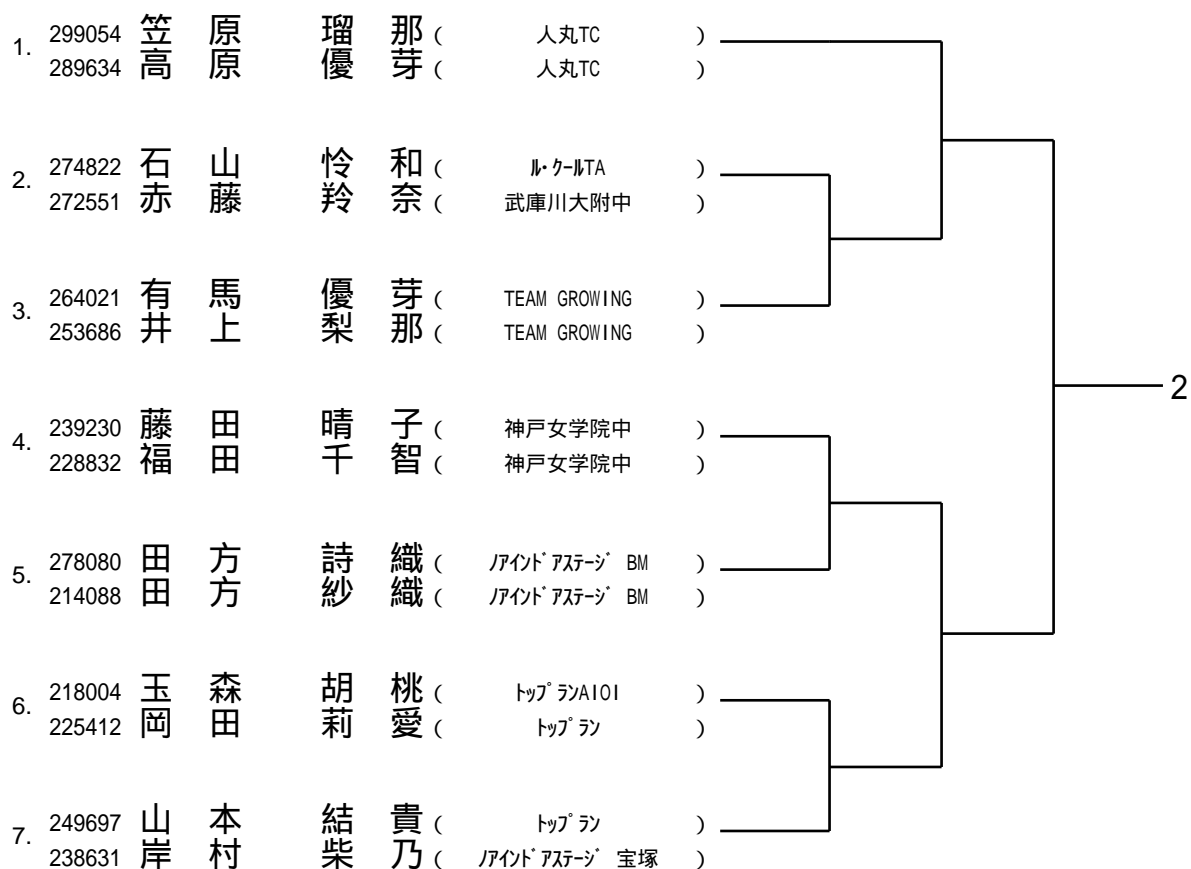 1. 299054 笠 原 瑠 那 ( 人丸TC )
289634 高 原 優 芽 ( 人丸TC )
2. 274822 石 山 怜 和 ( ﾙ･ｸｰﾙTA )
272551 赤 藤 羚 奈 ( 武庫川大附中 )
3. 264021 有 馬 優 芽 ( TEAM GROWING )
253686 井 上 梨 那 ( TEAM GROWING )
2
4. 239230 藤 田 晴 子 ( 神戸女学院中 )
228832 福 田 千 智 ( 神戸女学院中 )
5. 278080 田 方 詩 織 ( ﾉｱｲﾝﾄﾞｱｽﾃｰｼﾞ BM )
214088 田 方 紗 織 ( ﾉｱｲﾝﾄﾞｱｽﾃｰｼﾞ BM )
6. 218004 玉 森 胡 桃 ( ﾄｯﾌﾟﾗﾝAIOI )
225412 岡 田 莉 愛 ( ﾄｯﾌﾟﾗﾝ )
7. 249697 山 本 結 貴 ( ﾄｯﾌﾟﾗﾝ )
238631 岸 村 柴 乃 ( ﾉｱｲﾝﾄﾞｱｽﾃｰｼﾞ 宝塚 )